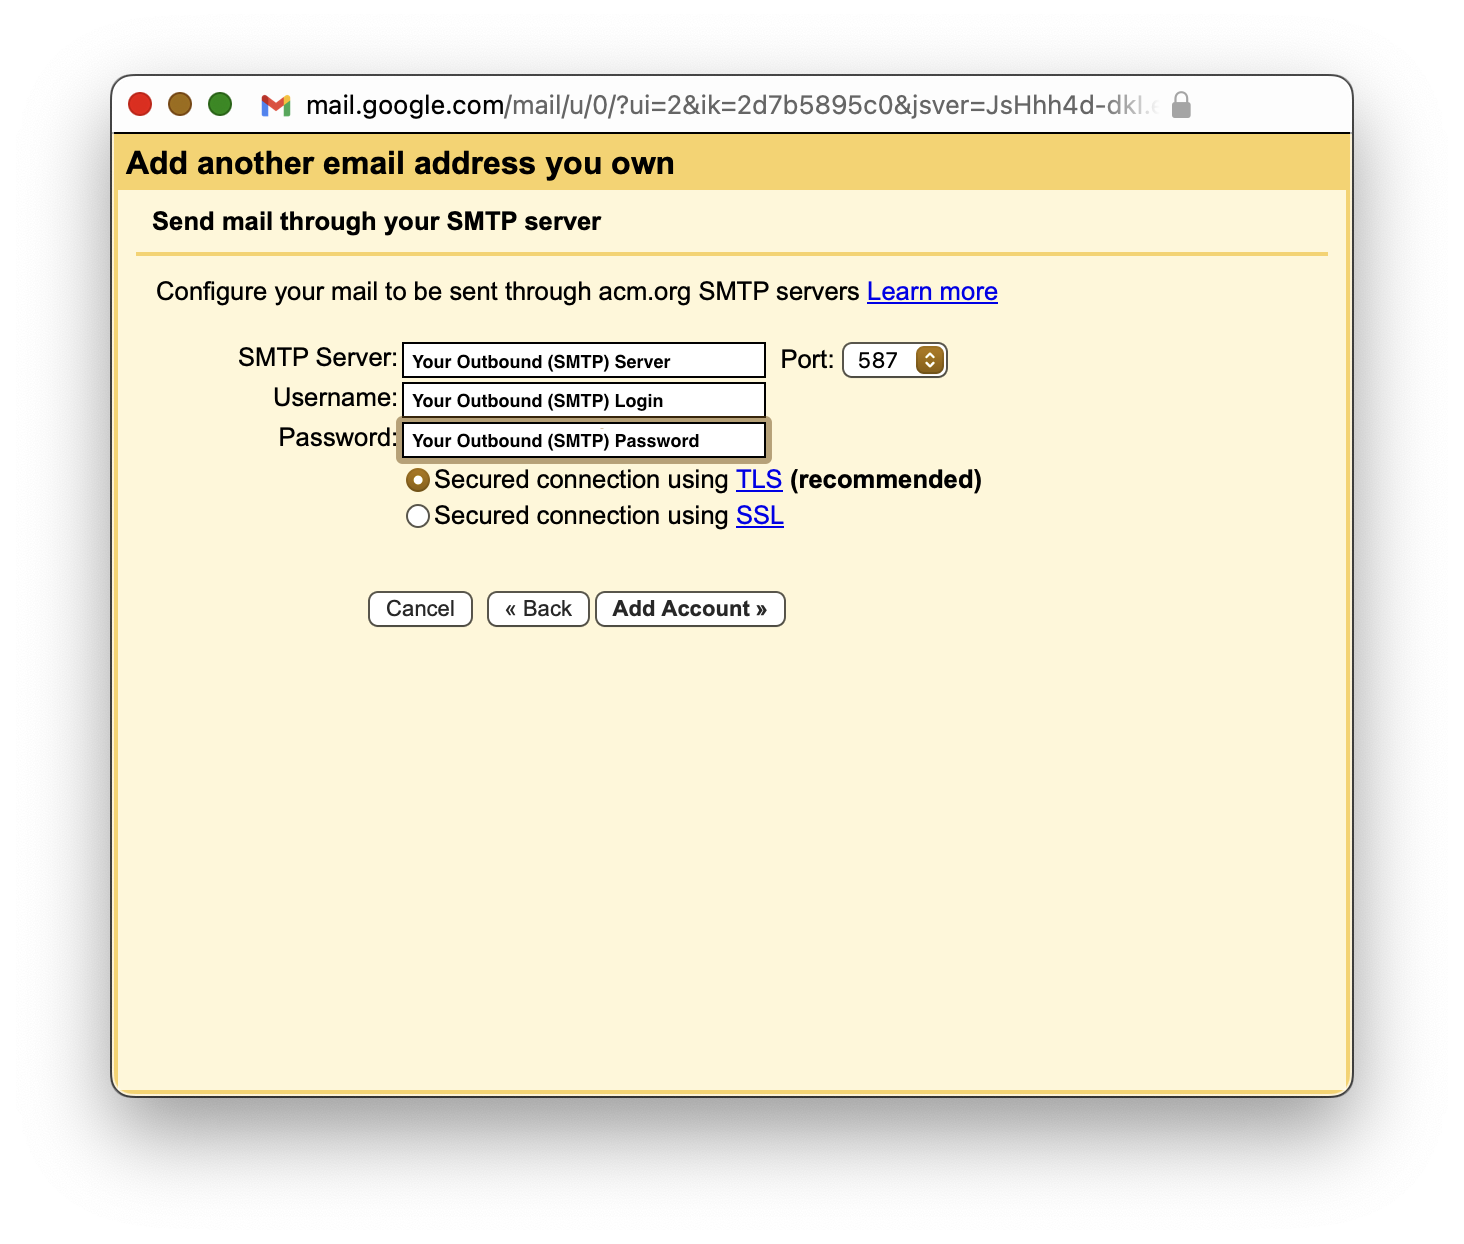 mail.google.com/mail/u/0/?ui=2&ik=2d7b5895c0&jsver=JsHhh4d-dkl.
Add another email address you own
Send mail through your SMTP server
Configure your mail to be sent through acm.org SMTP servers Learn more
SMTP Server: Your Outbound (SMTP) Server Port: 587
Username: Your Outbound (SMTP) Login
Password: Your Outbound (SMTP) Password
Secured connection using TLS (recommended)
Secured connection using SSL
Cancel « Back Add Account »